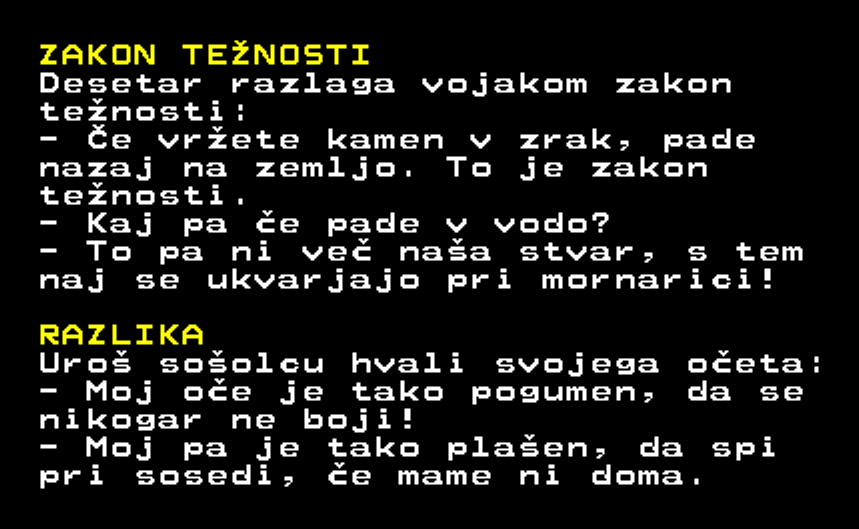 ZAKON TEŽNOSTI
Desetar razlaga vojakom zakon
težnosti:
- Če vržete kamen v zrak, pade
nazaj na zemljo. To je zakon
težnosti.
- Kaj pa če pade v vodo?
- To pa ni več naša stvar, s tem
naj se ukvarjajo pri mornarici!
RAZLIKA
Uroš sošolcu hvali svojega očeta:
- Moj oče je tako pogumen, da se
nikogar ne boji!
- Moj pa je tako plašen, da spi
pri sosedi, če mame ni doma.